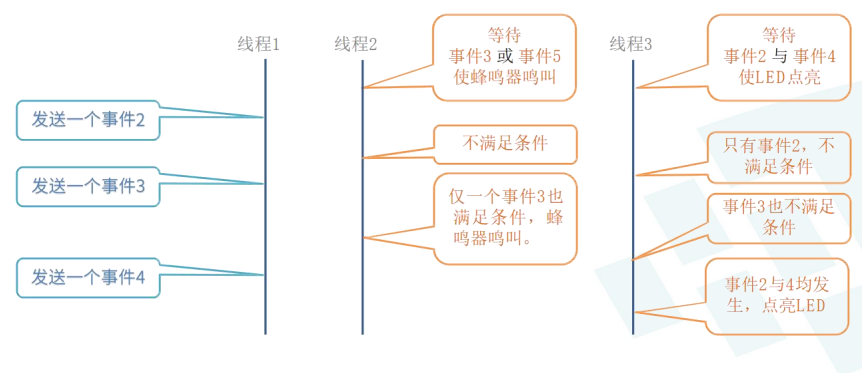 线程1
线程2
线程3
发送一个事件2
发送一个事件3
发送一个事件4
等待
事件3 或 事件5
使蜂鸣器鸣叫
不满足条件
仅一个事件3也
满足条件，蜂
鸣器鸣叫。
等待
事件2 与 事件4
使LED点亮
只有事件2，不
满足条件
事件3也不满足
条件
事件2与4均发
生，点亮LED